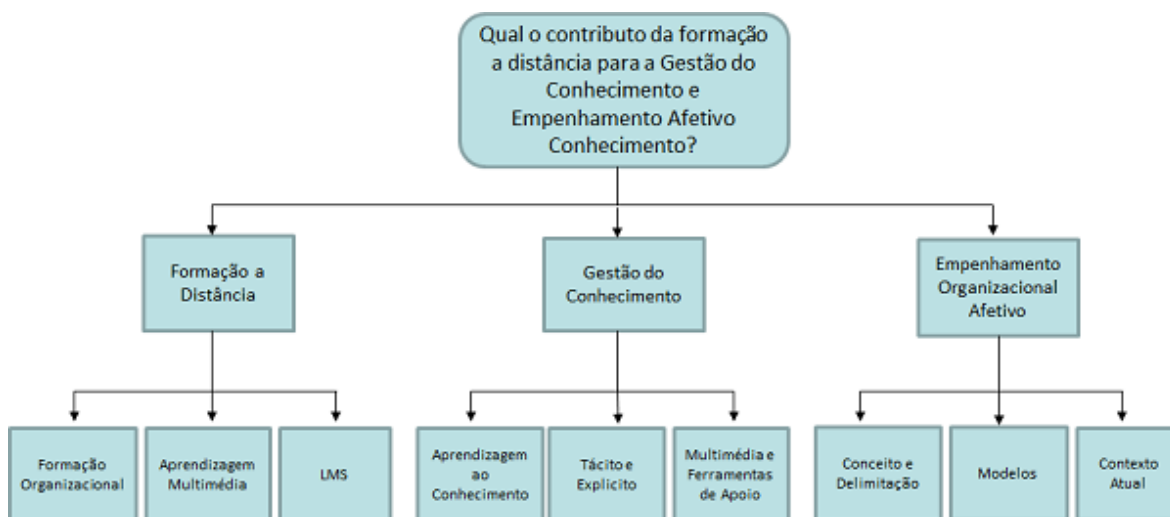 Qual o contributo da formação
a distância para a Gestão do
Conhecimento e
Empenhamento Afetivo
Conhecimento?
Formação a
Distância
Gestão do
Conhecimento
Empenhamento
Organizacional
Afetivo
Formação
Organizacional
Aprendizagem
Multimédia
LMS
Aprendizagem
ao
Conhecimento
Tácito e
Explicito
Multimédia e
Ferramentas
de Apoio
Conceito e
Delimitação
Modelos
Contexto
Atual